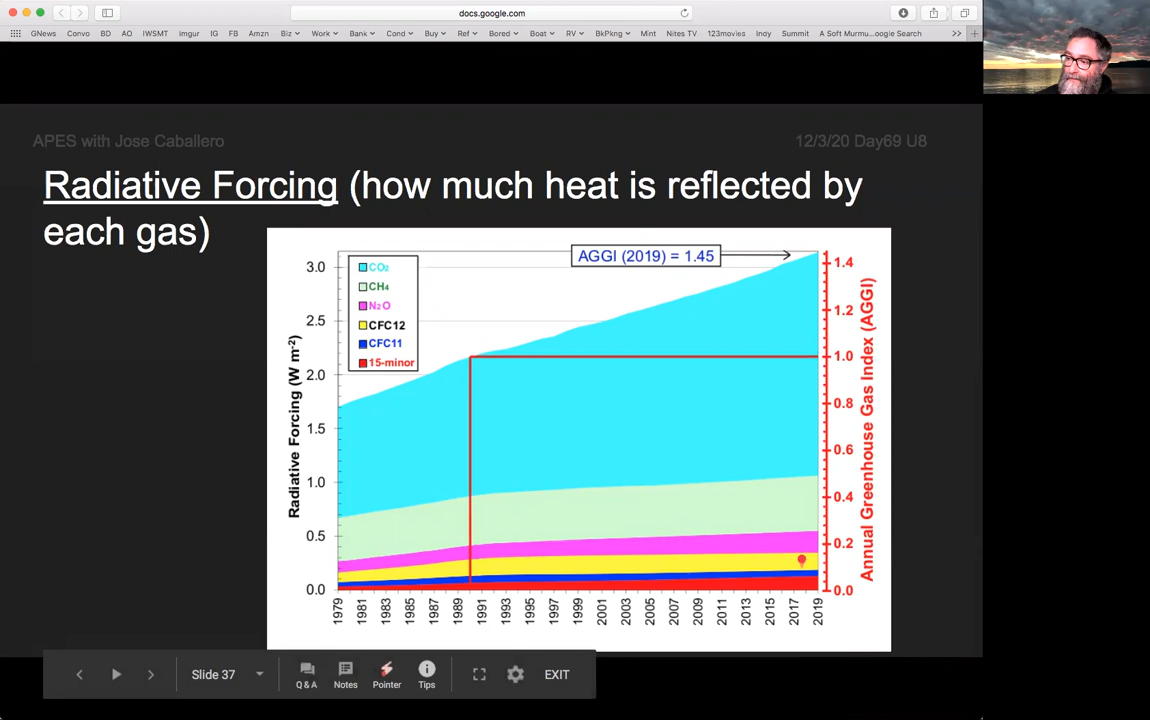 docs.google.com
GNews Convo BD AO IWSMT Imgur IG FB Amzn Biz Work Bank Cond Buy Ref Bored Boat RV BkPkng Mint Nites TV 123movies Indy Summit A Soft Murmu...oogle Search
APES with Jose Caballero
12/3/20 Day69 U8
Radiative Forcing (how much heat is reflected by
each gas)
AGGI (2019) = 1.45
CO₂
CH₄
N₂O
CFC12
CFC11
15-minor
Radiative Forcing (W m⁻²)
3.0
2.5
2.0
1.5
1.0
0.5
0.0
1.4
1.2
1.0
0.8
0.6
0.4
0.2
0.0
Annual Greenhouse Gas Index (AGGI)
1979 1981 1983 1985 1987 1989 1991 1993 1995 1997 1999 2001 2003 2005 2007 2009 2011 2013 2015 2017 2019
Slide 37
Q & A
Notes
Pointer
Tips
EXIT